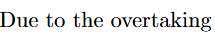 Due to the overtaking